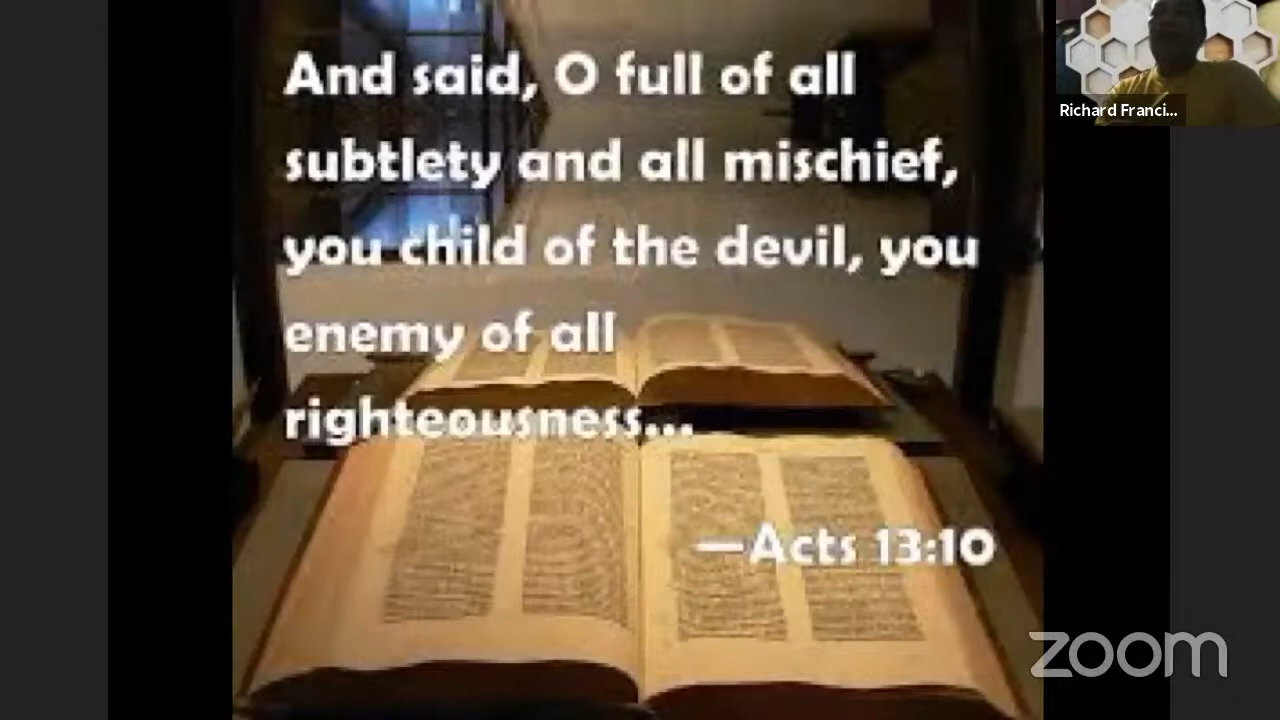 And said, O full of all
subtlety and all mischief,
you child of the devil, you
enemy of all
righteousness...
—Acts 13:10
Richard Franci...
zoom